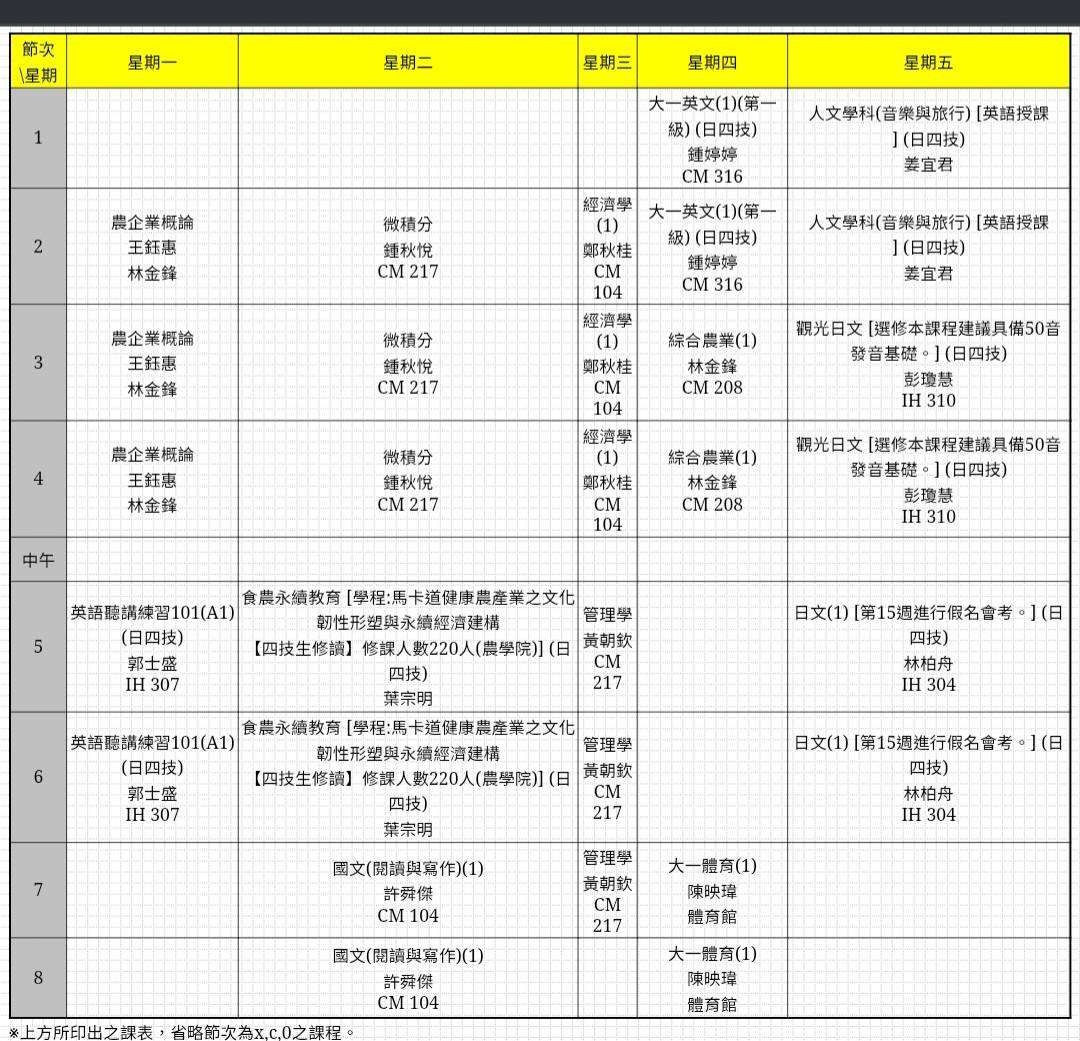 節次
\星期
星期一
星期二
星期三
星期四
星期五
1
大一英文(1)(第一
級) (日四技)
鍾婷婷
CM 316
人文學科(音樂與旅行) [英語授課
] (日四技)
姜宜君
2
農企業概論
王鈺惠
林金鋒
微積分
鍾秋悅
CM 217
經濟學
(1)
鄭秋桂
CM
104
大一英文(1)(第一
級) (日四技)
鍾婷婷
CM 316
人文學科(音樂與旅行) [英語授課
] (日四技)
姜宜君
3
農企業概論
王鈺惠
林金鋒
微積分
鍾秋悅
CM 217
經濟學
(1)
鄭秋桂
CM
104
綜合農業(1)
林金鋒
CM 208
觀光日文 [選修本課程建議具備50音
發音基礎。] (日四技)
彭瓊慧
IH 310
4
農企業概論
王鈺惠
林金鋒
微積分
鍾秋悅
CM 217
經濟學
(1)
鄭秋桂
CM
104
綜合農業(1)
林金鋒
CM 208
觀光日文 [選修本課程建議具備50音
發音基礎。] (日四技)
彭瓊慧
IH 310
中午
5
英語聽講練習101(A1)
(日四技)
郭士盛
IH 307
食農永續教育 [學程:馬卡道健康農產業之文化
韌性形塑與永續經濟建構
【四技生修讀】修課人數220人(農學院)] (日
四技)
葉宗明
管理學
黃朝欽
CM
217
日文(1) [第15週進行假名會考。] (日
四技)
林柏舟
IH 304
6
英語聽講練習101(A1)
(日四技)
郭士盛
IH 307
食農永續教育 [學程:馬卡道健康農產業之文化
韌性形塑與永續經濟建構
【四技生修讀】修課人數220人(農學院)] (日
四技)
葉宗明
管理學
黃朝欽
CM
217
日文(1) [第15週進行假名會考。] (日
四技)
林柏舟
IH 304
7
國文(閱讀與寫作)(1)
許舜傑
CM 104
管理學
黃朝欽
CM
217
大一體育(1)
陳映瑋
體育館
8
國文(閱讀與寫作)(1)
許舜傑
CM 104
大一體育(1)
陳映瑋
體育館
※上方所印出之課表，省略節次為x,c,0之課程。